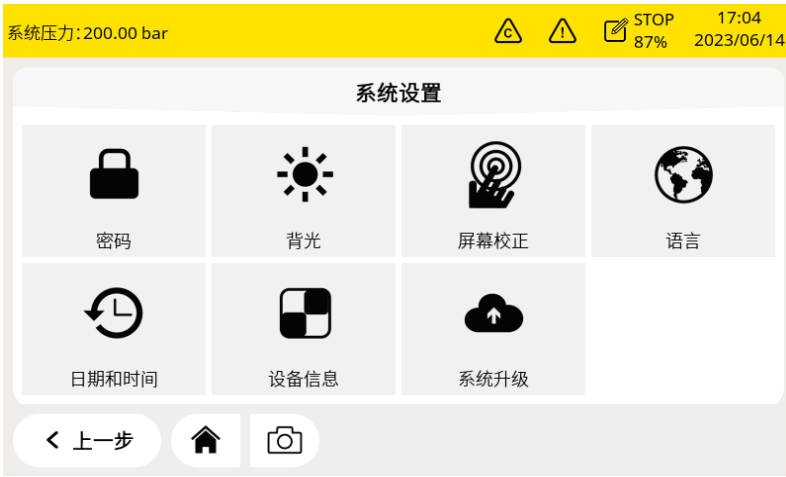 系统压力：200.00 bar
C
!
STOP
87%
17:04
2023/06/14
系统设置
密码
背光
屏幕校正
语言
日期和时间
设备信息
系统升级
上一步